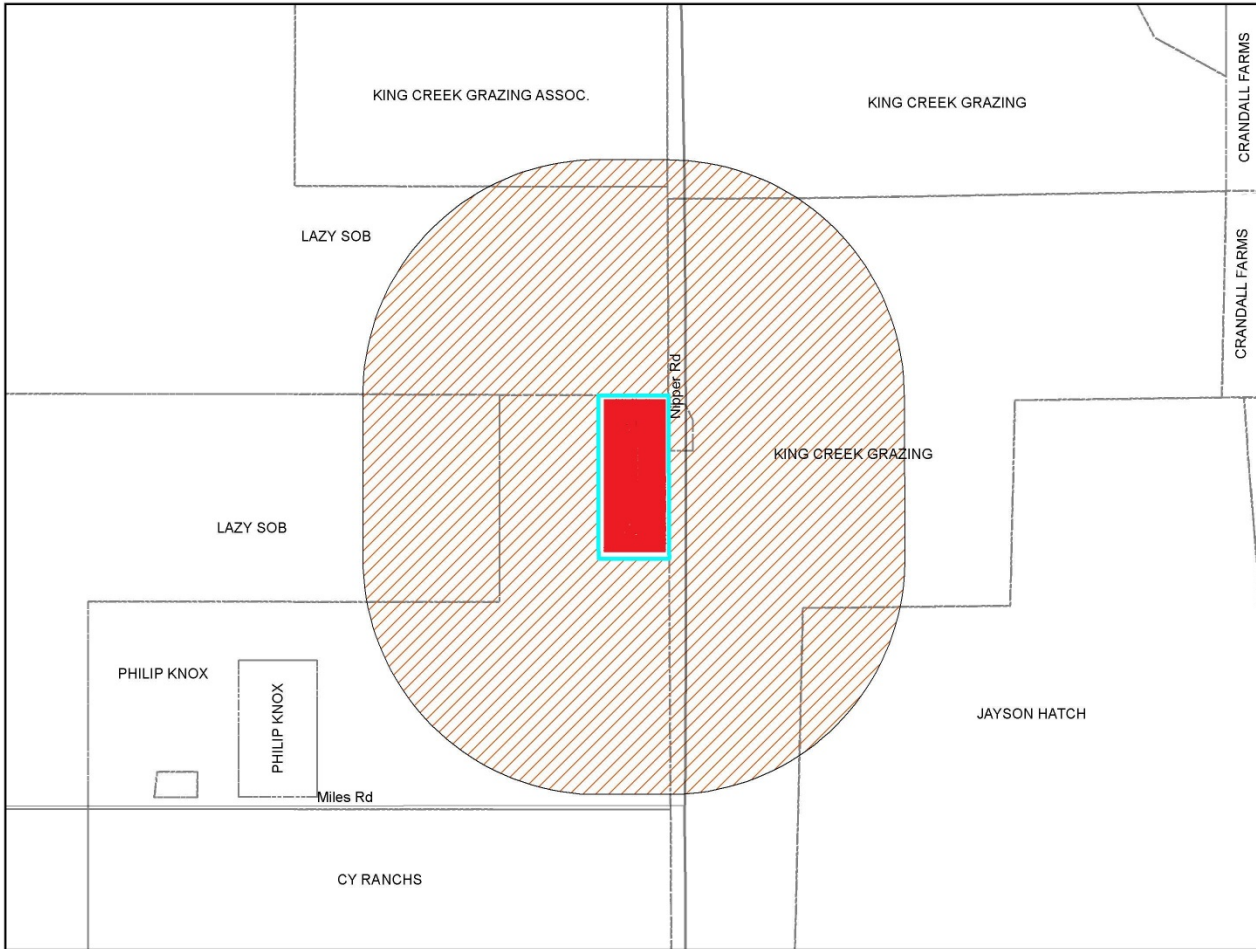 KING CREEK GRAZING ASSOC.
KING CREEK GRAZING
CRANDALL FARMS
LAZY SOB
CRANDALL FARMS
Nipper Rd
KING CREEK GRAZING
LAZY SOB
PHILIP KNOX
PHILIP KNOX
JAYSON HATCH
Miles Rd
CY RANCHS